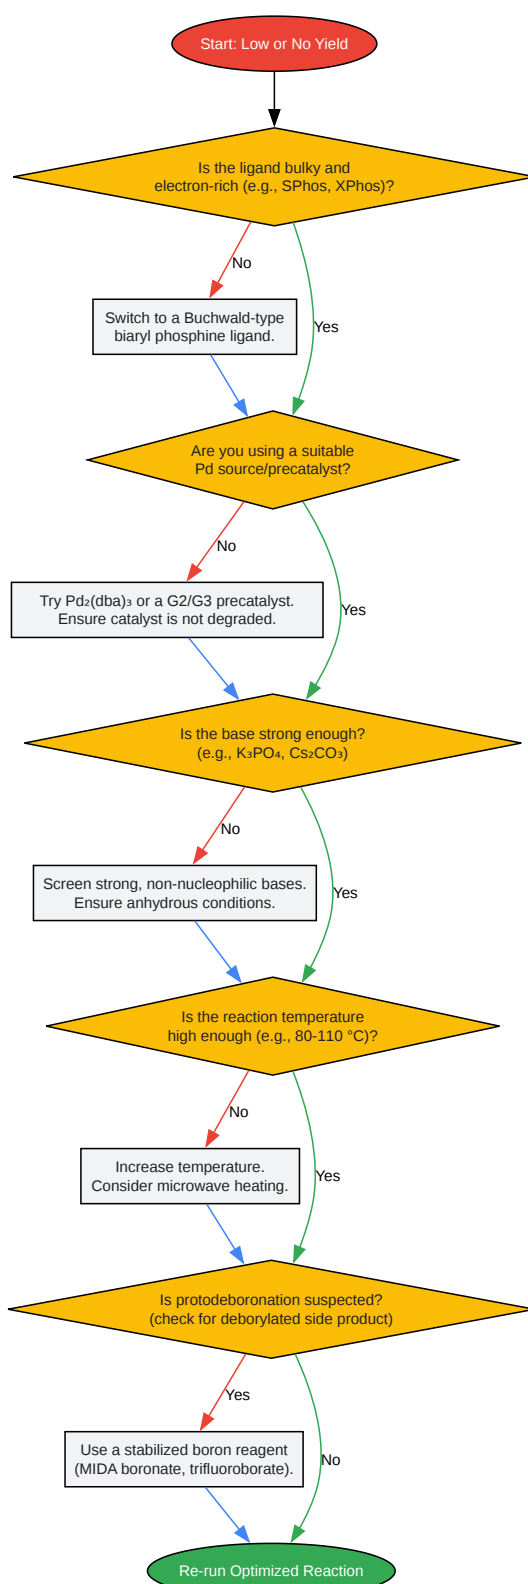 Start: Low or No Yield
Is the ligand bulky and
electron-rich (e.g., SPhos, XPhos)?
No
Yes
Switch to a Buchwald-type
biaryl phosphine ligand.
Are you using a suitable
Pd source/precatalyst?
No
Yes
Try Pd₂(dba)₃ or a G2/G3 precatalyst.
Ensure catalyst is not degraded.
Is the base strong enough?
(e.g., K₃PO₄, Cs₂CO₃)
No
Yes
Screen strong, non-nucleophilic bases.
Ensure anhydrous conditions.
Is the reaction temperature
high enough (e.g., 80-110 °C)?
No
Yes
Increase temperature.
Consider microwave heating.
Is protodeboronation suspected?
(check for deborylated side product)
Yes
No
Use a stabilized boron reagent
(MIDA boronate, trifluoroborate).
Re-run Optimized Reaction